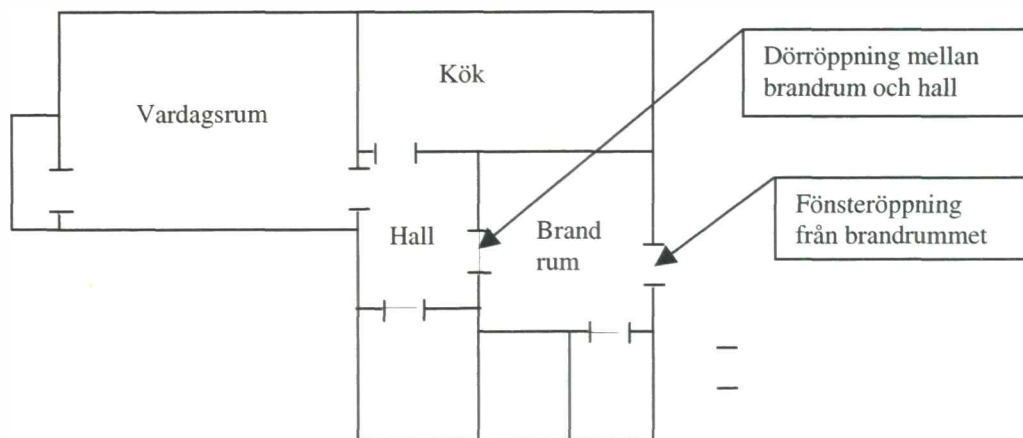 Kök
Vardagsrum
Dörröppning mellan
brandrum och hall
Hall
Brand
rum
Fönsteröppning
från brandrummet